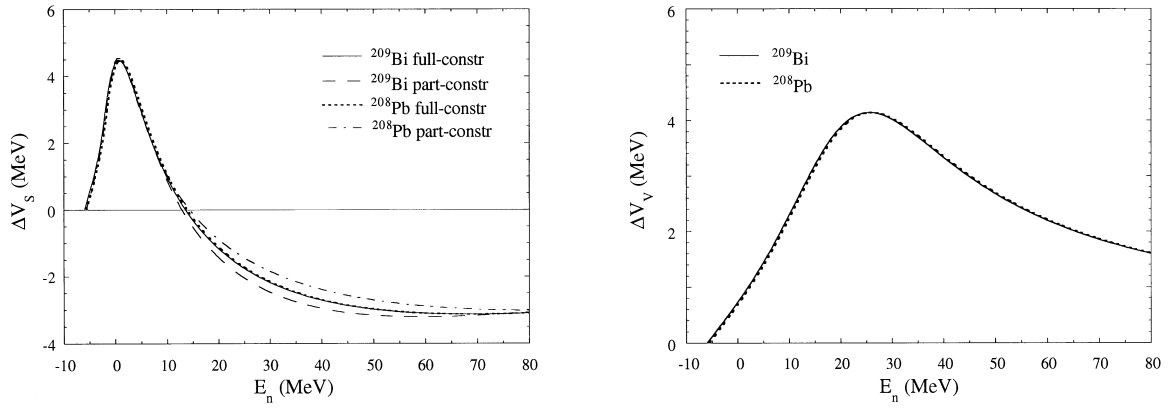 6
4
2
0
-2
-4
ΔV_S (MeV)
²⁰⁹Bi full-constr
²⁰⁹Bi part-constr
²⁰⁸Pb full-constr
²⁰⁸Pb part-constr
-10 0 10 20 30 40 50 60 70 80
E_n (MeV)
6
4
2
0
ΔV_V (MeV)
²⁰⁹Bi
²⁰⁸Pb
-10 0 10 20 30 40 50 60 70 80
E_n (MeV)